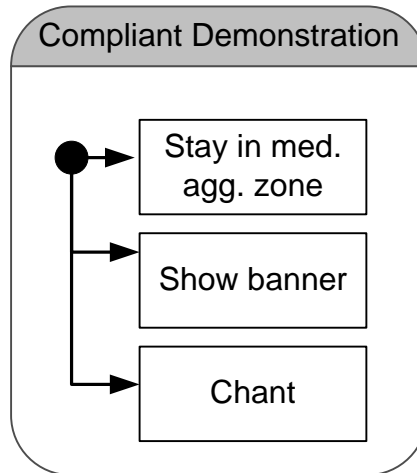 Compliant Demonstration
Stay in med.
agg. zone
Show banner
Chant